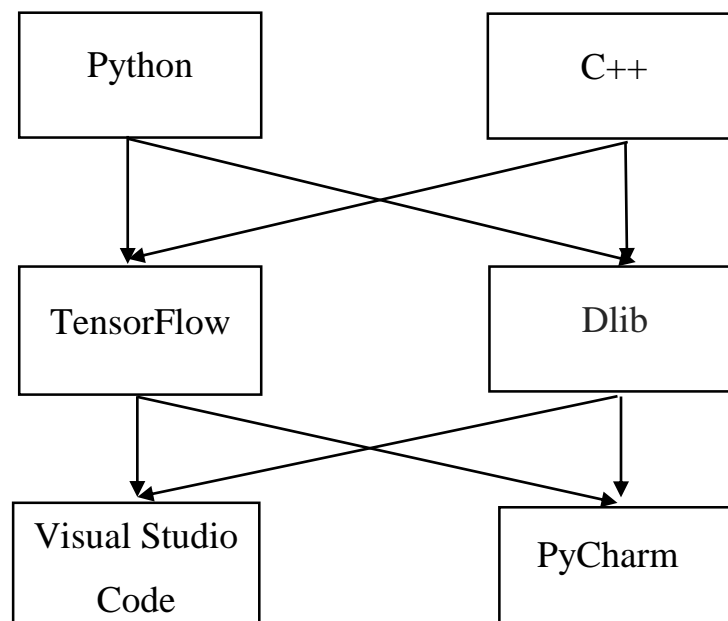 Python
C++
TensorFlow
Dlib
Visual Studio
Code
PyCharm